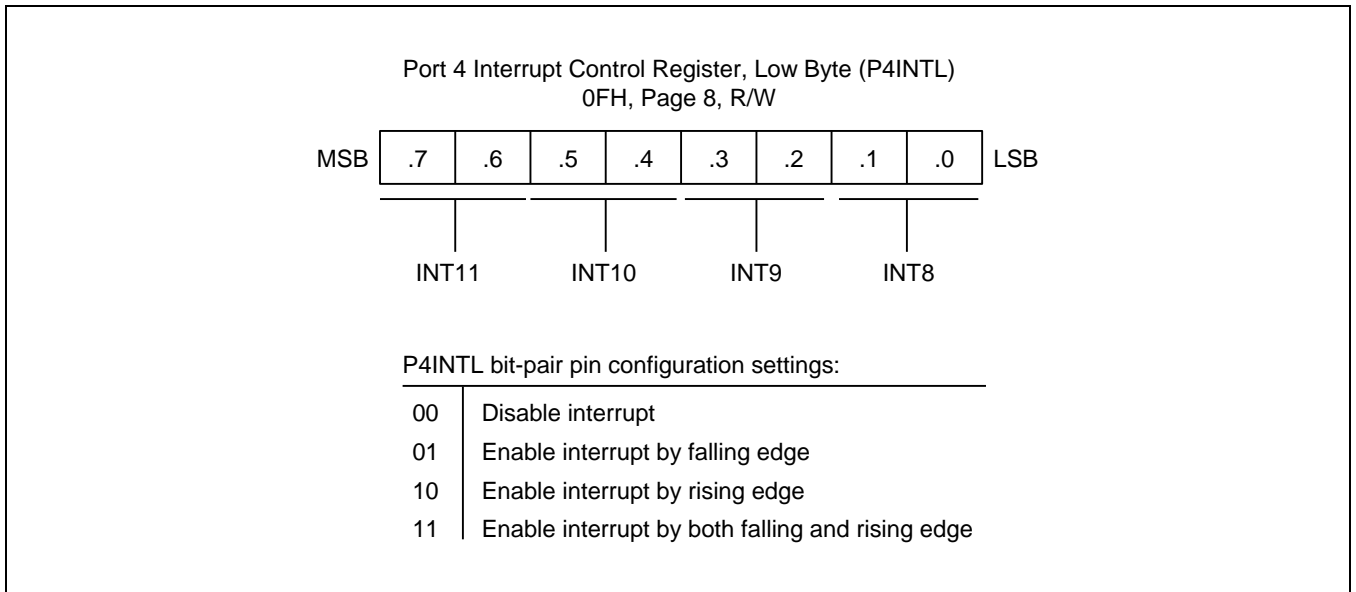 Port 4 Interrupt Control Register, Low Byte (P4INTL)
0FH, Page 8, R/W
MSB .7 .6 .5 .4 .3 .2 .1 .0 LSB
INT11 INT10 INT9 INT8
P4INTL bit-pair pin configuration settings:
00 Disable interrupt
01 Enable interrupt by falling edge
10 Enable interrupt by rising edge
11 Enable interrupt by both falling and rising edge